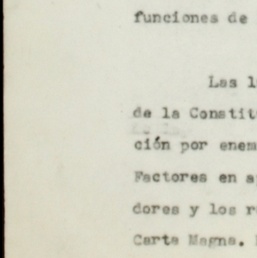 funciones de
Las l
de la Constit
ción por enem
Factores en a
dores y los r
Carta Magna.